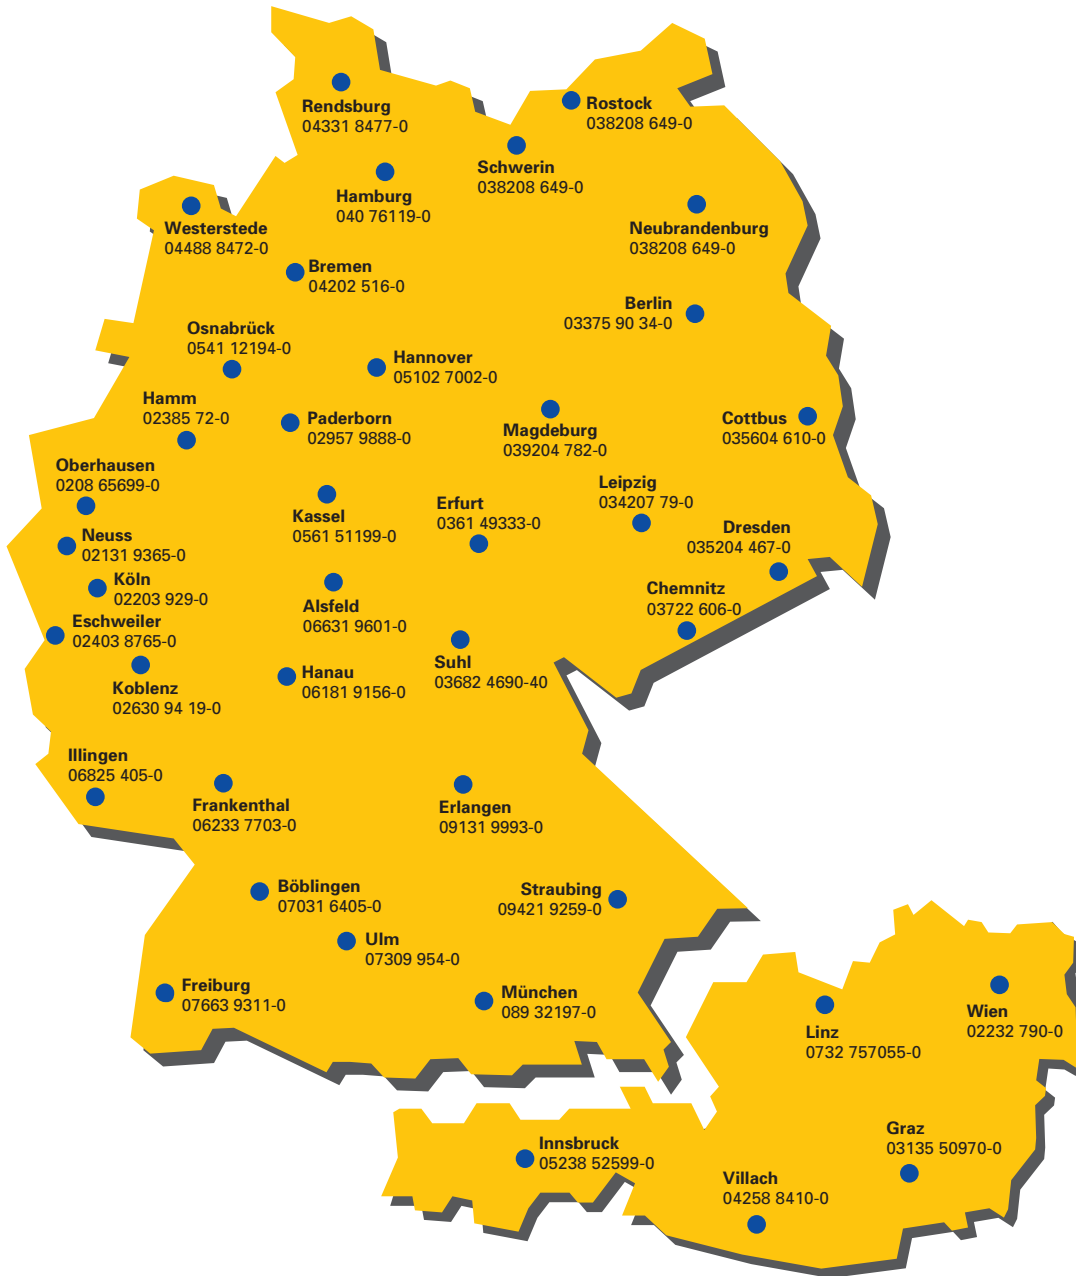 Rendsburg
04331 8477-0
Rostock
038208 649-0
Schwerin
038208 649-0
Hamburg
040 76119-0
Westerstede
04488 8472-0
Neubrandenburg
038208 649-0
Bremen
04202 516-0
Berlin
03375 90 34-0
Osnabrück
0541 12194-0
Hannover
05102 7002-0
Hamm
02385 72-0
Paderborn
02957 9888-0
Magdeburg
039204 782-0
Cottbus
035604 610-0
Oberhausen
0208 65699-0
Leipzig
034207 79-0
Kassel
0561 51199-0
Erfurt
0361 49333-0
Neuss
02131 9365-0
Dresden
035204 467-0
Köln
02203 929-0
Alsfeld
06631 9601-0
Chemnitz
03722 606-0
Eschweiler
02403 8765-0
Suhl
03682 4690-40
Hanau
06181 9156-0
Koblenz
02630 94 19-0
Illingen
06825 405-0
Frankenthal
06233 7703-0
Erlangen
09131 9993-0
Böblingen
07031 6405-0
Straubing
09421 9259-0
Ulm
07309 954-0
Freiburg
07663 9311-0
München
089 32197-0
Linz
0732 757055-0
Wien
02232 790-0
Innsbruck
05238 52599-0
Graz
03135 50970-0
Villach
04258 8410-0